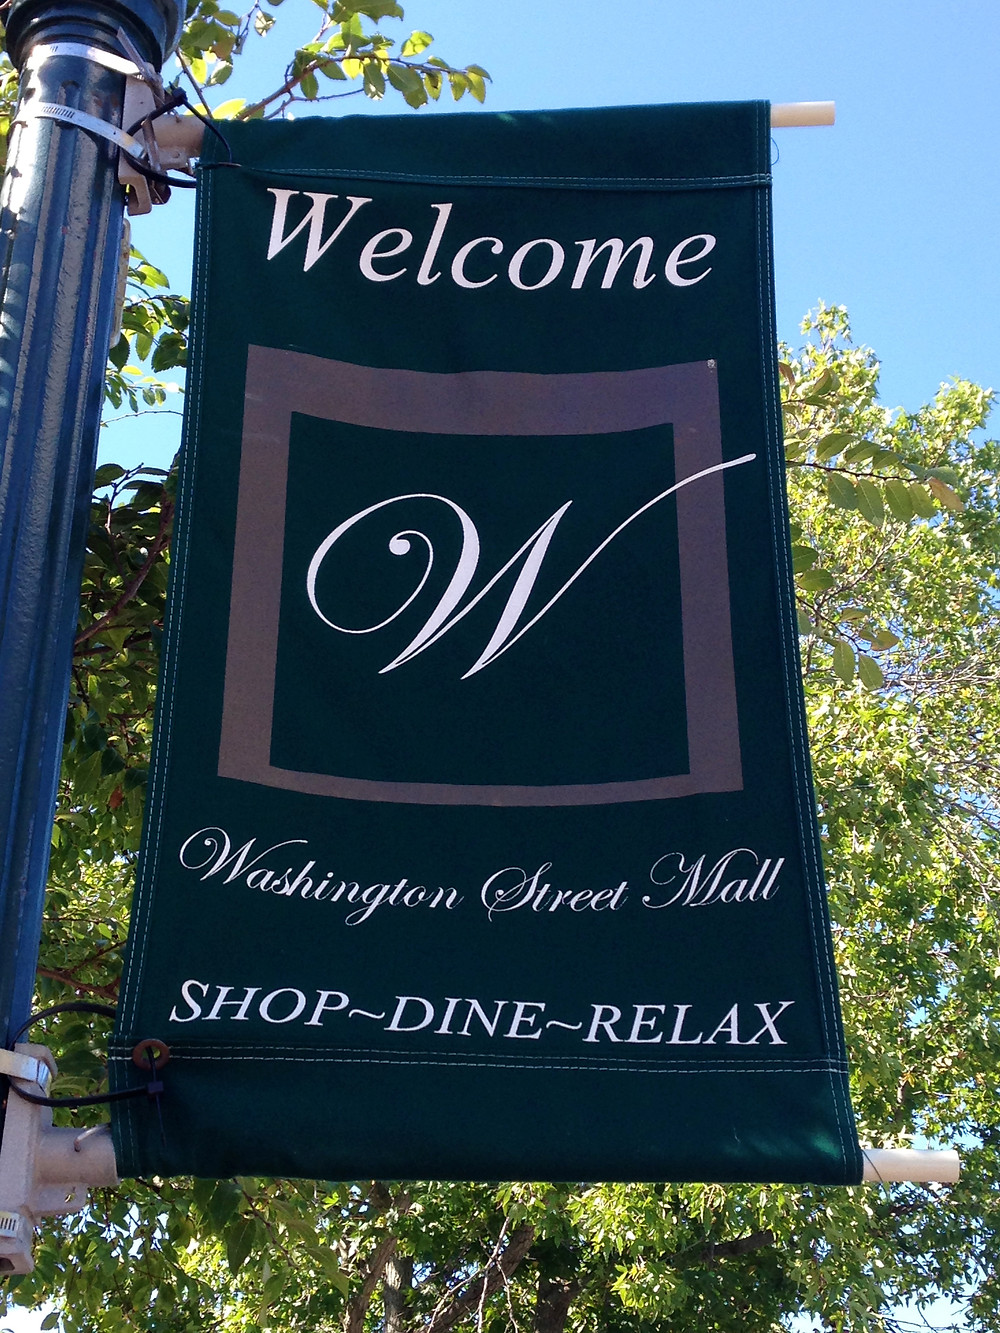 Welcome
W
Washington Street Mall
SHOP~DINE~RELAX